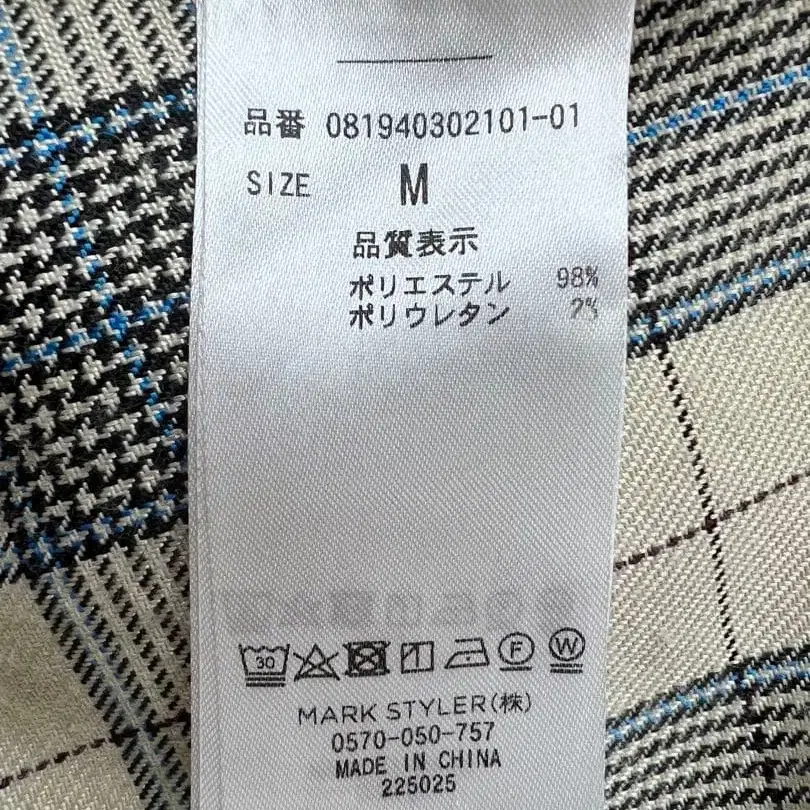 品番 081940302101-01
SIZE M
品質表示
ポリエステル 98%
ポリウレタン 2%
30 F W
MARK STYLER(株)
0570-050-757
MADE IN CHINA
225025